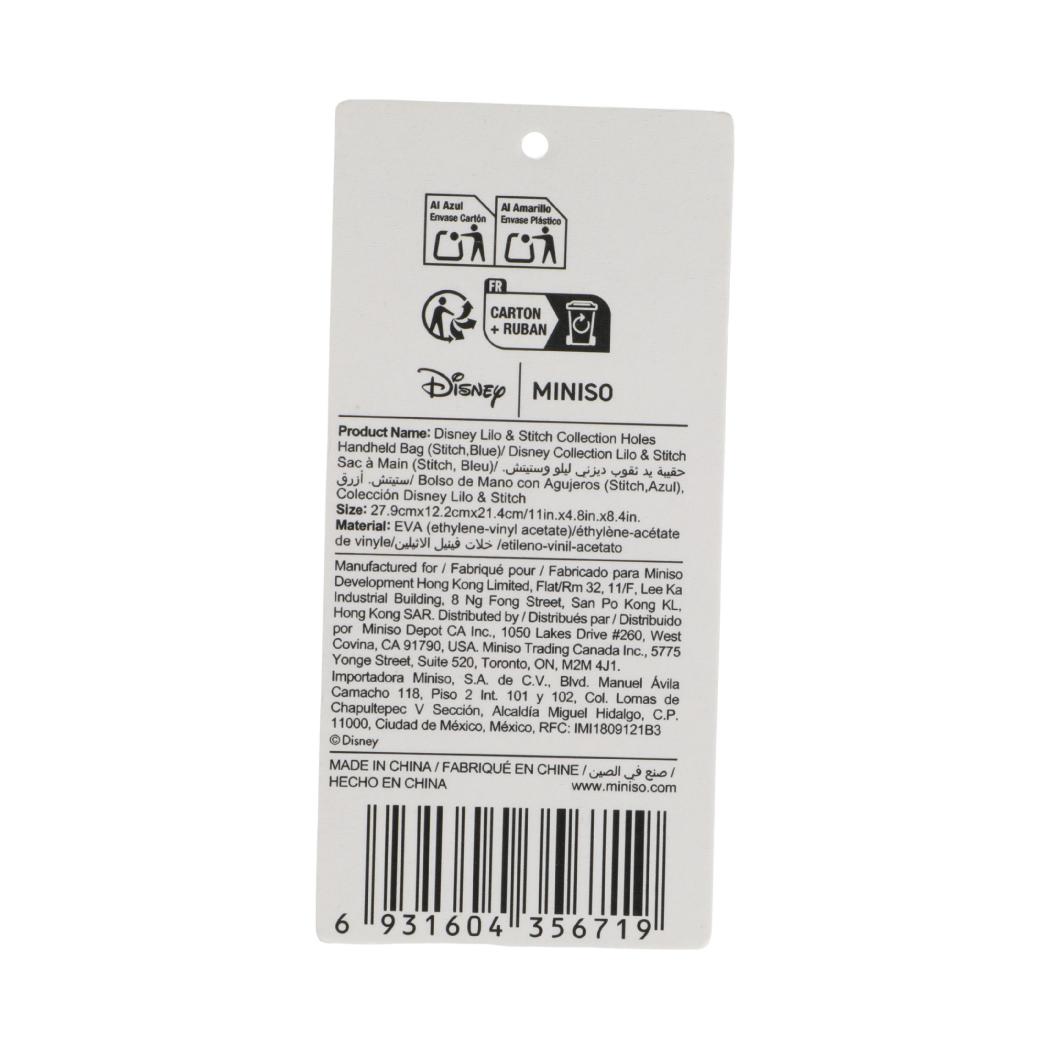 Al Azul
Envase Cartón
Al Amarillo
Envase Plástico
FR
CARTON
+ RUBAN
Disney | MINISO
Product Name: Disney Lilo & Stitch Collection Holes
Handheld Bag (Stitch,Blue)/ Disney Collection Lilo & Stitch
Sac à Main (Stitch, Bleu)/ حقيبة يد ثقوب ديزني ليلو وستيتش.
ستيتش. أزرق/ Bolso de Mano con Agujeros (Stitch,Azul),
Colección Disney Lilo & Stitch
Size: 27.9cmx12.2cmx21.4cm/11in.x4.8in.x8.4in.
Material: EVA (ethylene-vinyl acetate)/éthylène-acétate
de vinyle/خلات فينيل الاثيلين /etileno-vinil-acetato
Manufactured for / Fabriqué pour / Fabricado para Miniso
Development Hong Kong Limited, Flat/Rm 32, 11/F, Lee Ka
Industrial Building, 8 Ng Fong Street, San Po Kong KL,
Hong Kong SAR. Distributed by / Distribués par / Distribuido
por Miniso Depot CA Inc., 1050 Lakes Drive #260, West
Covina, CA 91790, USA. Miniso Trading Canada Inc., 5775
Yonge Street, Suite 520, Toronto, ON, M2M 4J1.
Importadora Miniso, S.A. de C.V., Blvd. Manuel Ávila
Camacho 118, Piso 2 Int. 101 y 102, Col. Lomas de
Chapultepec V Sección, Alcaldía Miguel Hidalgo, C.P.
11000, Ciudad de México, México, RFC: IMI1809121B3
©Disney
MADE IN CHINA / FABRIQUÉ EN CHINE / صنع في الصين /
HECHO EN CHINA www.miniso.com
6 931604 356719